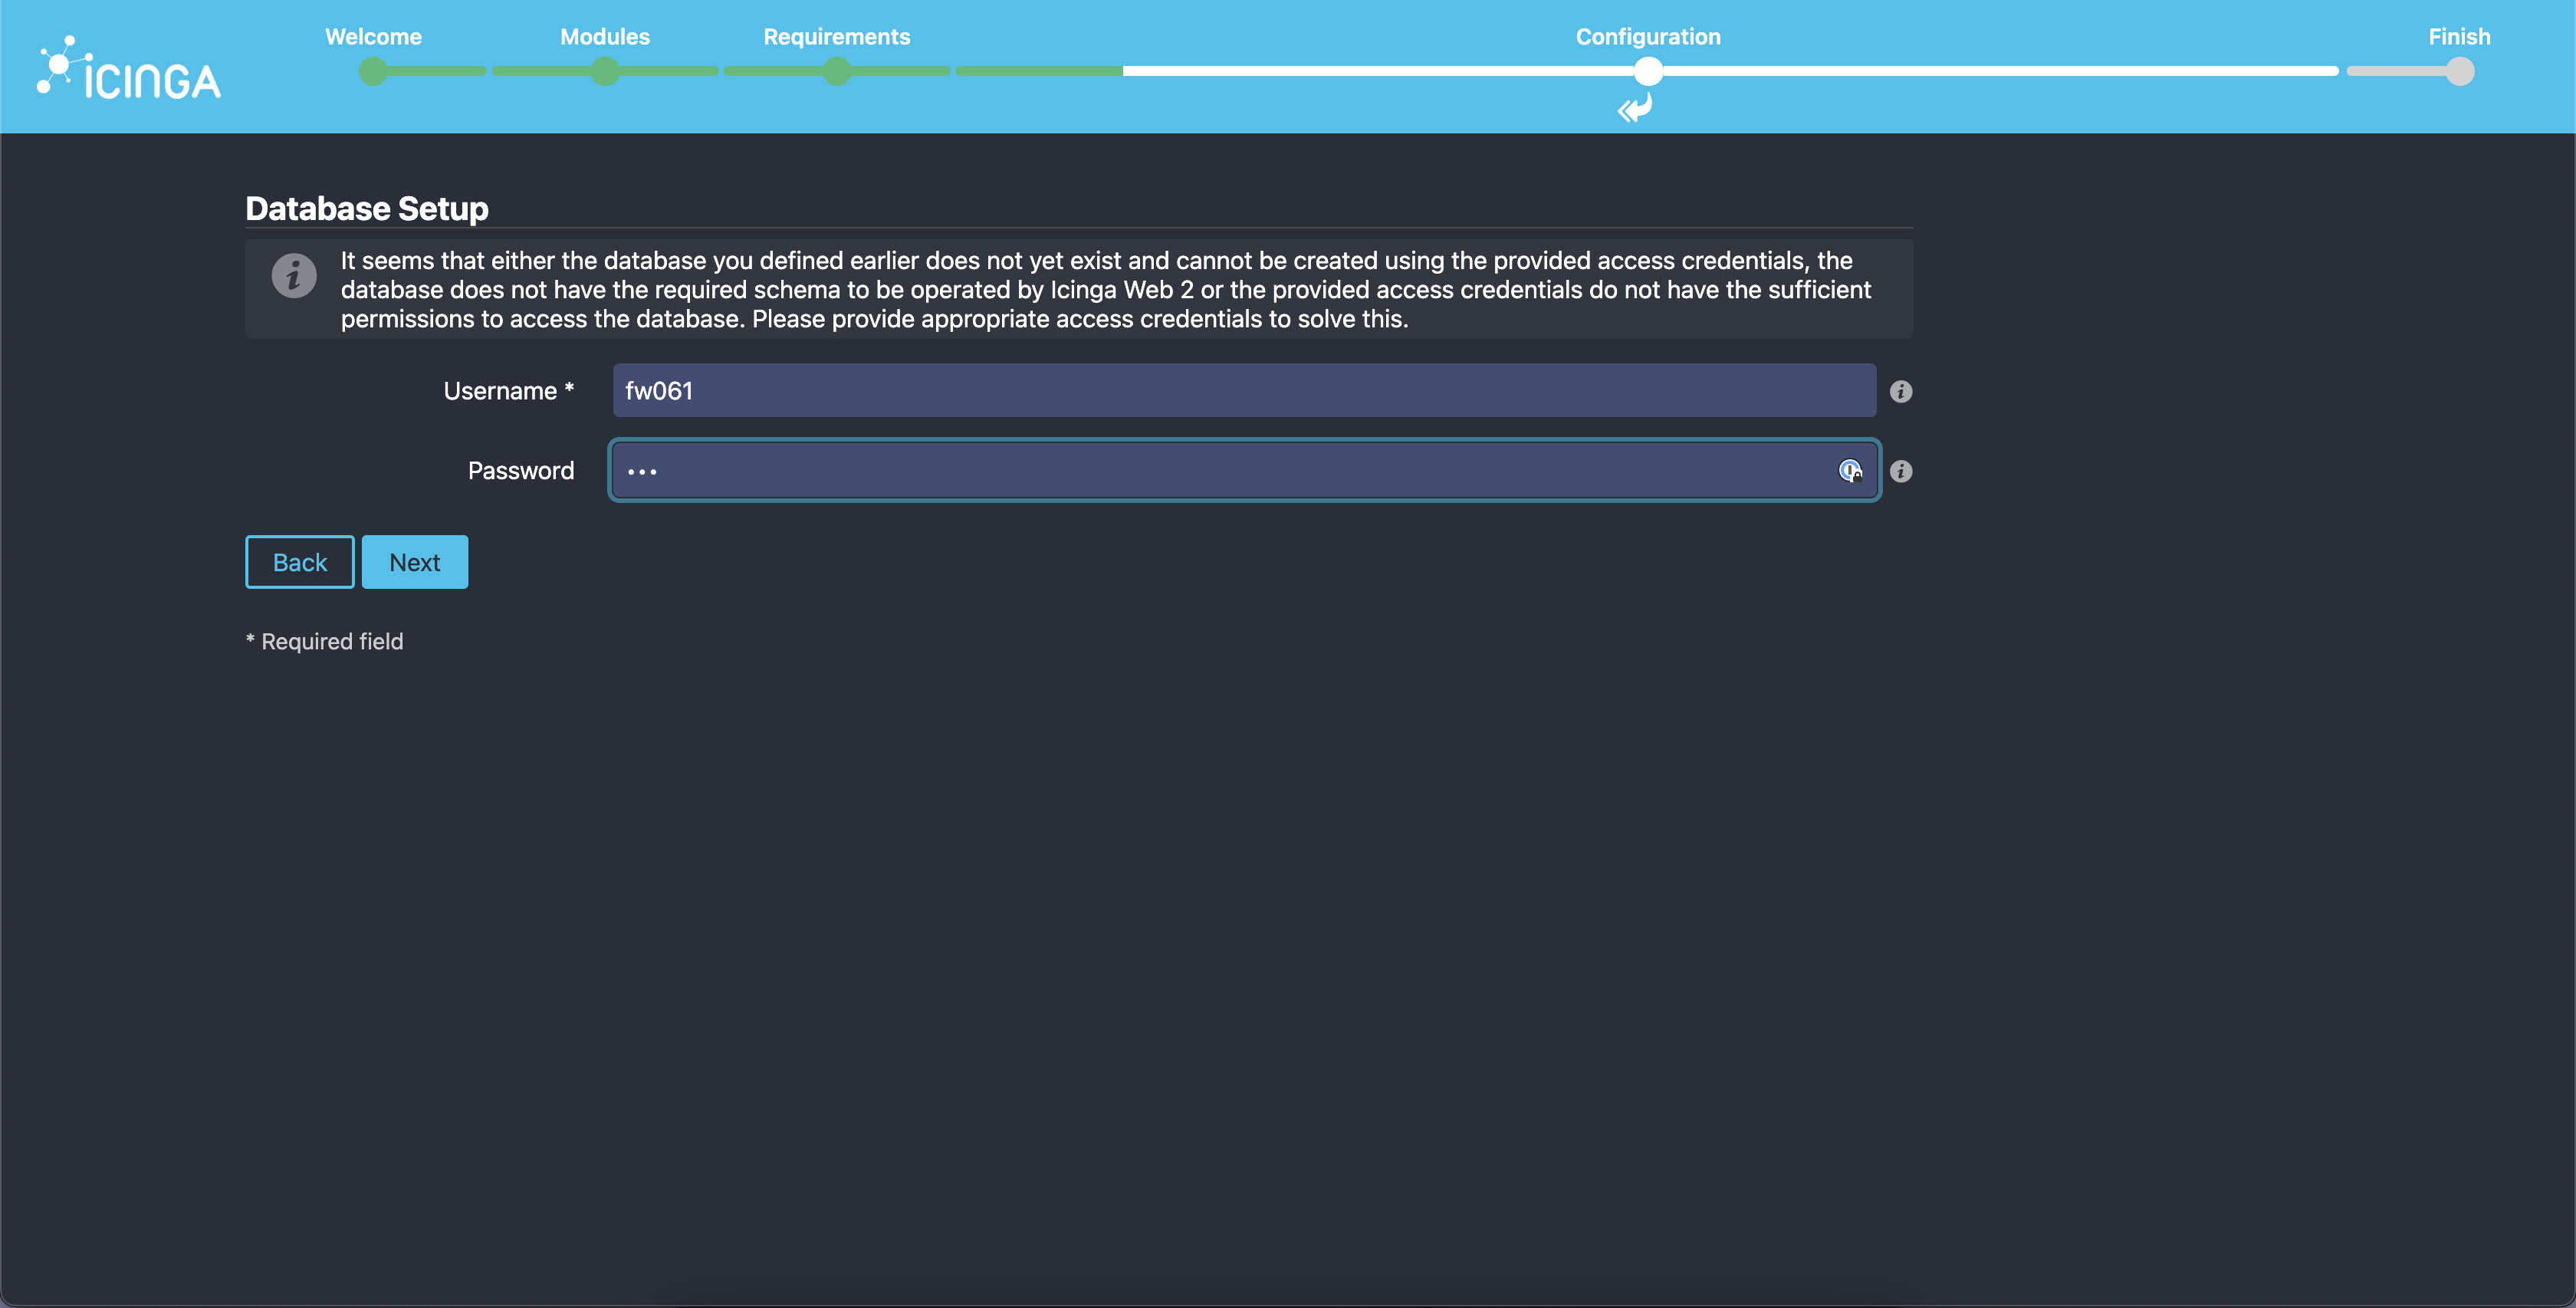 ICINGA
Welcome
Modules
Requirements
Configuration
Finish
Database Setup
It seems that either the database you defined earlier does not yet exist and cannot be created using the provided access credentials, the
database does not have the required schema to be operated by Icinga Web 2 or the provided access credentials do not have the sufficient
permissions to access the database. Please provide appropriate access credentials to solve this.
Username *
fw061
Password
•••
Back
Next
* Required field